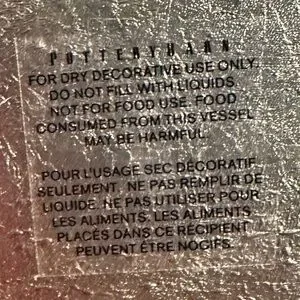 POTTERY BARN
FOR DRY DECORATIVE USE ONLY.
DO NOT FILL WITH LIQUIDS.
NOT FOR FOOD USE. FOOD
CONSUMED FROM THIS VESSEL
MAY BE HARMFUL.
POUR L'USAGE SEC DÉCORATIF
SEULEMENT. NE PAS REMPLIR DE
LIQUIDE. NE PAS UTILISER POUR
LES ALIMENTS. LES ALIMENTS
PLACÉS DANS CE RÉCIPIENT
PEUVENT ÊTRE NOCIFS.